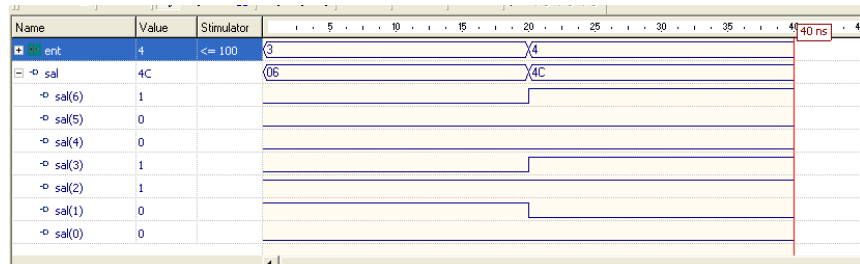 Name Value Stimulator 5 10 15 20 25 30 35 40 4
40 ns
ent 4 <= 100 3 4
sal 4C 06 4C
sal(6) 1
sal(5) 0
sal(4) 0
sal(3) 1
sal(2) 1
sal(1) 0
sal(0) 0